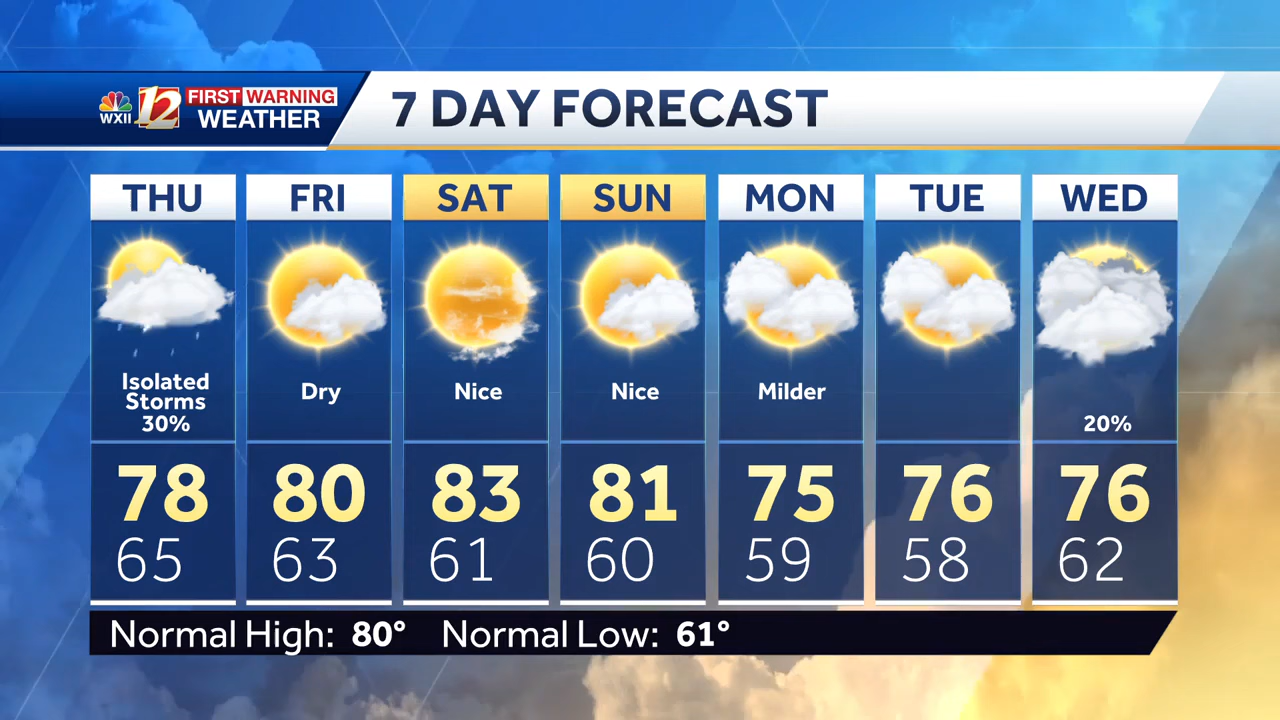 WXII 12 FIRST WARNING
WEATHER
7 DAY FORECAST
THU FRI SAT SUN MON TUE WED
Isolated
Storms
30%
Dry
Nice
Nice
Milder
20%
78 80 83 81 75 76 76
65 63 61 60 59 58 62
Normal High: 80° Normal Low: 61°